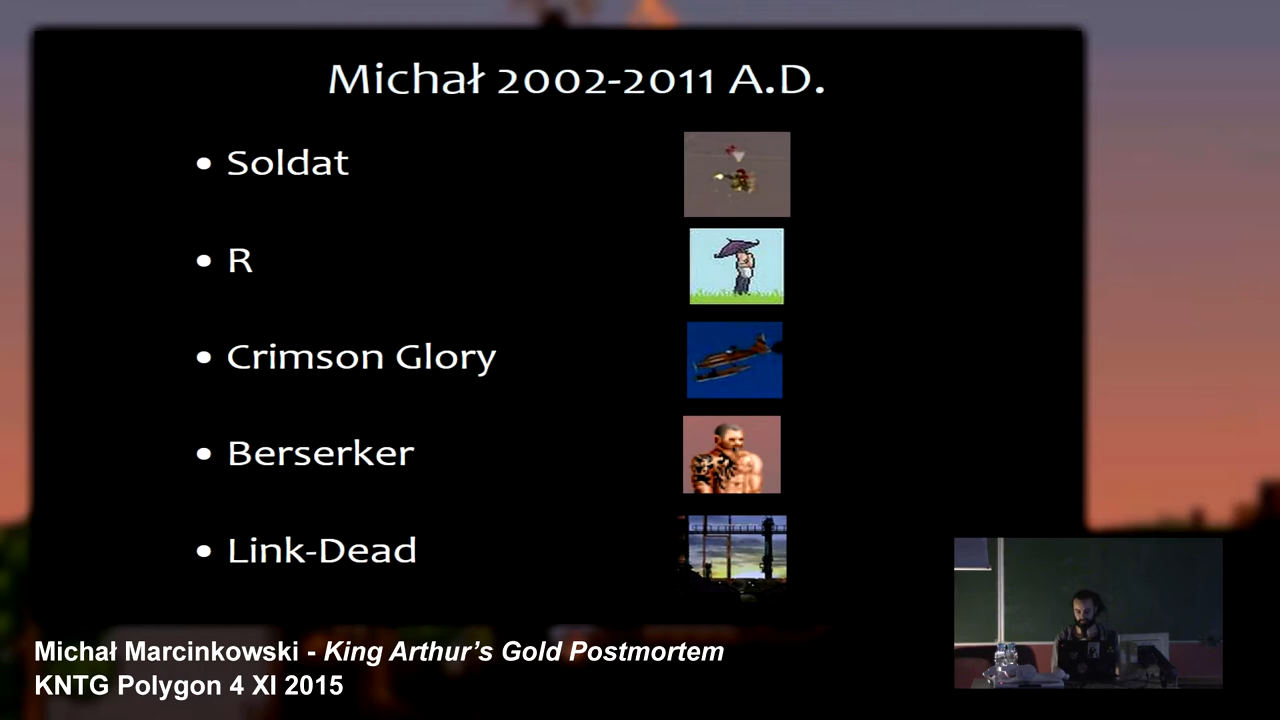 Michał 2002-2011 A.D.
• Soldat
• R
• Crimson Glory
• Berserker
• Link-Dead
Michał Marcinkowski - King Arthur's Gold Postmortem
KNTG Polygon 4 XI 2015